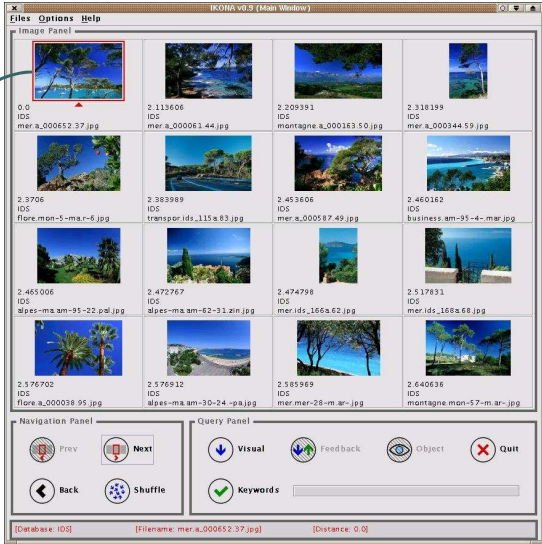 IKONA v0.9 (Main Window)
Files Options Help
Image Panel
0.0
IDS
mer.a_000652.37.jpg
2.113606
IDS
mer.a_000061.44.jpg
2.209391
IDS
montagne.a_000163.50.jpg
2.318199
IDS
mer.a_000344.59.jpg
2.3706
IDS
flore.mon-5-ma.r-6.jpg
2.383989
IDS
transpor.ids_115a.83.jpg
2.453606
IDS
mer.a_000587.49.jpg
2.460162
IDS
business.am-95-4-.mar.jpg
2.465006
IDS
alpes-ma.am-95-22.pal.jpg
2.472767
IDS
alpes-ma.am-62-31.zin.jpg
2.474798
IDS
mer.ids_166a.62.jpg
2.517831
IDS
mer.ids_168a.68.jpg
2.576702
IDS
flore.a_000038.95.jpg
2.576912
IDS
alpes-ma.am-30-24.-pa.jpg
2.585969
IDS
mer.mer-28-m.ar-.jpg
2.640636
IDS
montagne.mon-57-m.ar-.jpg
Navigation Panel
Prev
Next
Back
Shuffle
Query Panel
Visual
Feedback
Object
Quit
Keywords
[Database: IDS] [Filename: mer.a_000652.37.jpg] [Distance: 0.0]